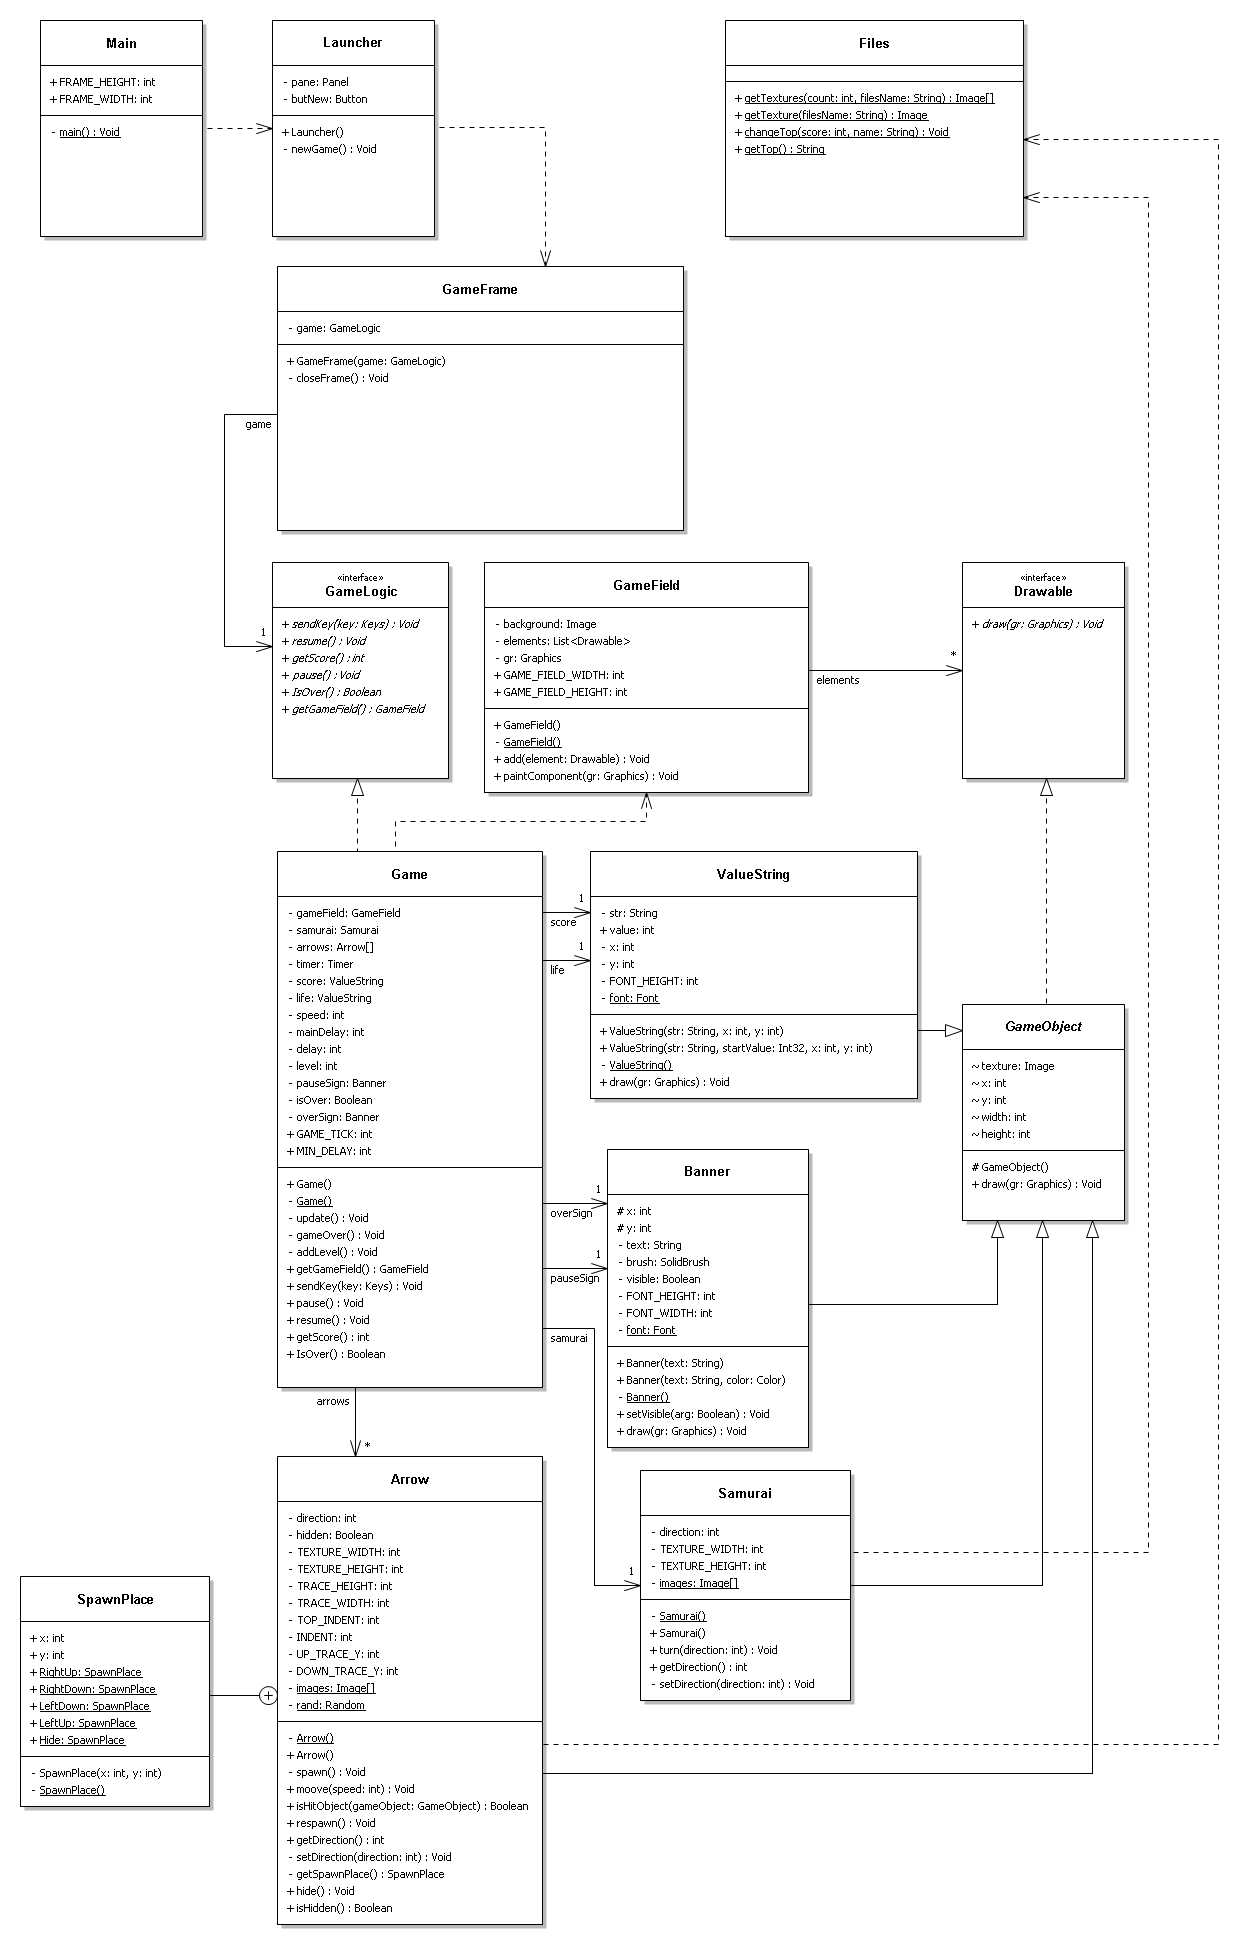 Main
+ FRAME_HEIGHT: int
+ FRAME_WIDTH: int
- main() : Void
Launcher
- pane: Panel
- butNew: Button
+ Launcher()
- newGame() : Void
Files
+ getTextures(count: int, filesName: String) : Image[]
+ getTexture(filesName: String) : Image
+ changeTop(score: int, name: String) : Void
+ getTop() : String
GameFrame
- game: GameLogic
+ GameFrame(game: GameLogic)
- closeFrame() : Void
game
1
«interface»
GameLogic
+ sendKey(key: Keys) : Void
+ resume() : Void
+ getScore() : int
+ pause() : Void
+ IsOver() : Boolean
+ getGameField() : GameField
GameField
- background: Image
- elements: List<Drawable>
- gr: Graphics
+ GAME_FIELD_WIDTH: int
+ GAME_FIELD_HEIGHT: int
+ GameField()
- GameField()
+ add(element: Drawable) : Void
+ paintComponent(gr: Graphics) : Void
elements
*
«interface»
Drawable
+ draw(gr: Graphics) : Void
Game
- gameField: GameField
- samurai: Samurai
- arrows: Arrow[]
- timer: Timer
- score: ValueString
- life: ValueString
- speed: int
- mainDelay: int
- delay: int
- level: int
- pauseSign: Banner
- isOver: Boolean
- overSign: Banner
+ GAME_TICK: int
+ MIN_DELAY: int
+ Game()
- Game()
- update() : Void
- gameOver() : Void
- addLevel() : Void
+ getGameField() : GameField
+ sendKey(key: Keys) : Void
+ pause() : Void
+ resume() : Void
+ getScore() : int
+ IsOver() : Boolean
1
score
1
life
1
overSign
1
pauseSign
samurai
1
arrows
*
ValueString
- str: String
+ value: int
- x: int
- y: int
- FONT_HEIGHT: int
- font: Font
+ ValueString(str: String, x: int, y: int)
+ ValueString(str: String, startValue: Int32, x: int, y: int)
- ValueString()
+ draw(gr: Graphics) : Void
GameObject
~ texture: Image
~ x: int
~ y: int
~ width: int
~ height: int
# GameObject()
+ draw(gr: Graphics) : Void
Banner
# x: int
# y: int
- text: String
- brush: SolidBrush
- visible: Boolean
- FONT_HEIGHT: int
- FONT_WIDTH: int
- font: Font
+ Banner(text: String)
+ Banner(text: String, color: Color)
- Banner()
+ setVisible(arg: Boolean) : Void
+ draw(gr: Graphics) : Void
Samurai
- direction: int
- TEXTURE_WIDTH: int
- TEXTURE_HEIGHT: int
- images: Image[]
- Samurai()
+ Samurai()
+ turn(direction: int) : Void
+ getDirection() : int
- setDirection(direction: int) : Void
Arrow
- direction: int
- hidden: Boolean
- TEXTURE_WIDTH: int
- TEXTURE_HEIGHT: int
- TRACE_HEIGHT: int
- TRACE_WIDTH: int
- TOP_INDENT: int
- INDENT: int
- UP_TRACE_Y: int
- DOWN_TRACE_Y: int
- images: Image[]
- rand: Random
- Arrow()
+ Arrow()
- spawn() : Void
+ moove(speed: int) : Void
+ isHitObject(gameObject: GameObject) : Boolean
+ respawn() : Void
+ getDirection() : int
- setDirection(direction: int) : Void
- getSpawnPlace() : SpawnPlace
+ hide() : Void
+ isHidden() : Boolean
SpawnPlace
+ x: int
+ y: int
+ RightUp: SpawnPlace
+ RightDown: SpawnPlace
+ LeftDown: SpawnPlace
+ LeftUp: SpawnPlace
+ Hide: SpawnPlace
- SpawnPlace(x: int, y: int)
- SpawnPlace()